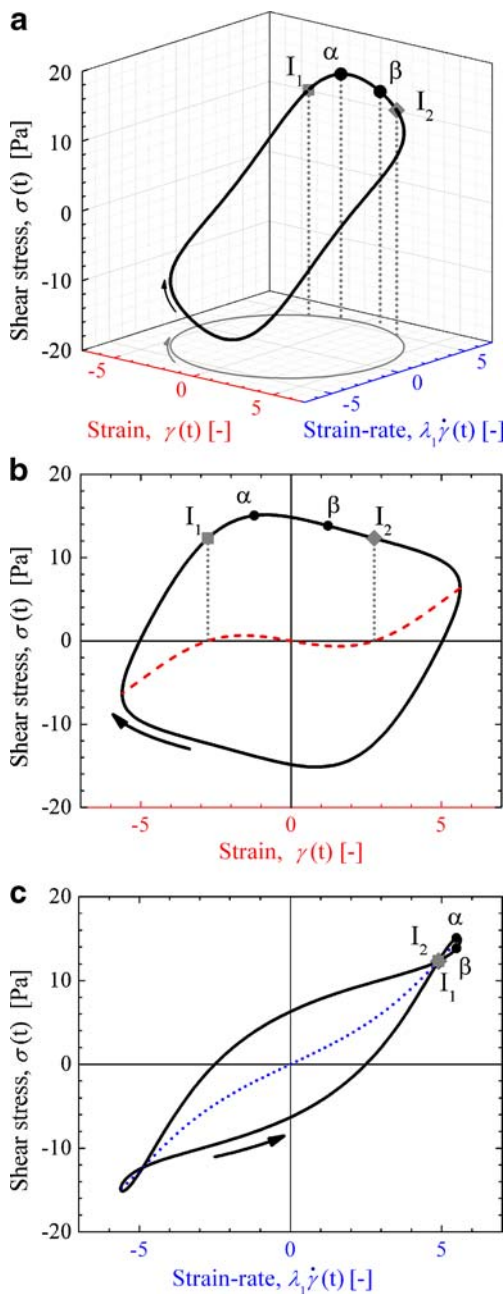 a
20
10
0
-10
-20
Shear stress, σ(t) [Pa]
I₁
α
β
I₂
-5
0
5
Strain, γ(t) [-]
-5
0
5
Strain-rate, λ₁γ̇(t) [-]
b
20
10
0
-10
-20
Shear stress, σ(t) [Pa]
I₁
α
β
I₂
-5
0
5
Strain, γ(t) [-]
c
20
10
0
-10
-20
Shear stress, σ(t) [Pa]
α
I₂
β
I₁
-5
0
5
Strain-rate, λ₁γ̇(t) [-]